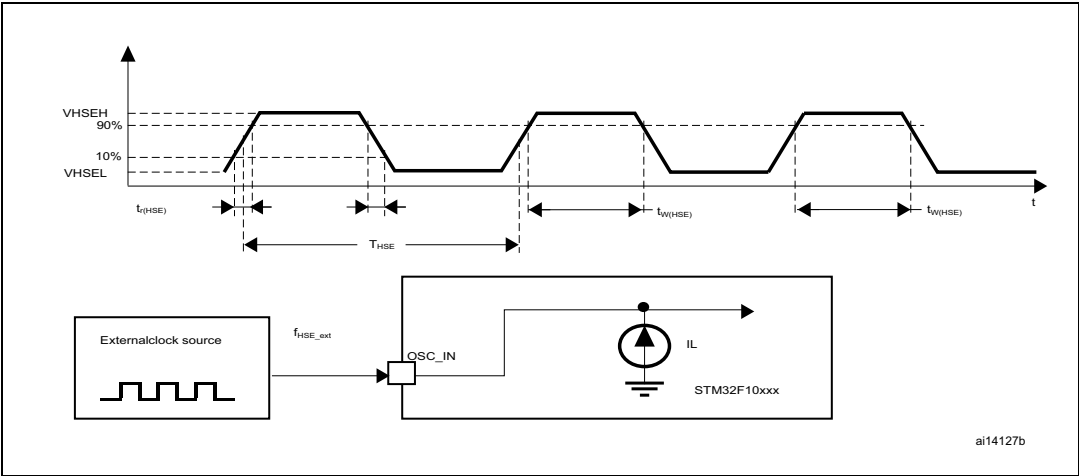 VHSEH
90%
10%
VHSEL
tr(HSE)
tW(HSE)
tW(HSE)
t
THSE
Externalclock source
fHSE_ext
OSC_IN
IL
STM32F10xxx
ai14127b